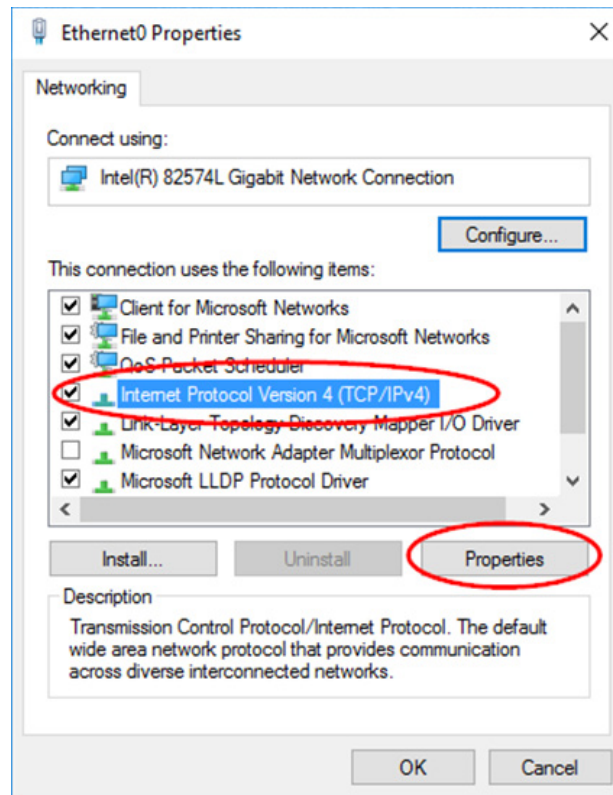 Ethernet0 Properties
Networking
Connect using:
Intel(R) 82574L Gigabit Network Connection
Configure...
This connection uses the following items:
Client for Microsoft Networks
File and Printer Sharing for Microsoft Networks
QoS Packet Scheduler
Internet Protocol Version 4 (TCP/IPv4)
Link-Layer Topology Discovery Mapper I/O Driver
Microsoft Network Adapter Multiplexor Protocol
Microsoft LLDP Protocol Driver
Install... Uninstall Properties
Description
Transmission Control Protocol/Internet Protocol. The default
wide area network protocol that provides communication
across diverse interconnected networks.
OK Cancel